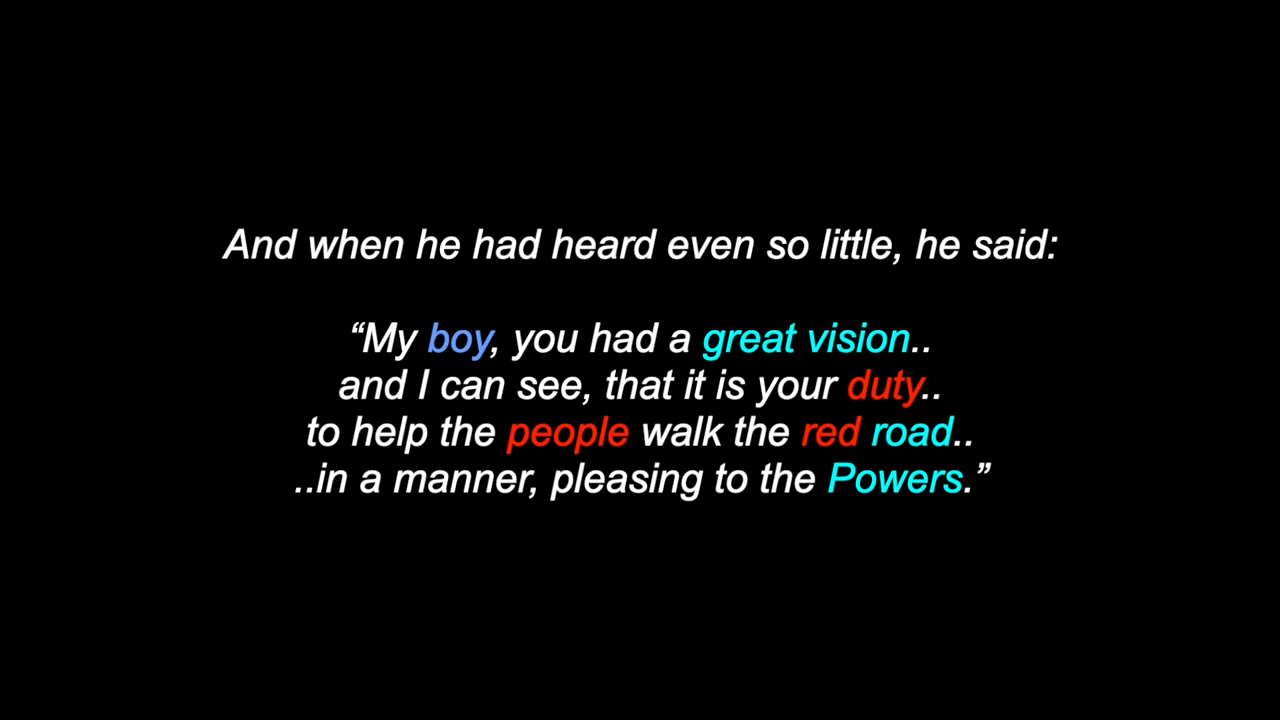 And when he had heard even so little, he said:
“My boy, you had a great vision..
and I can see, that it is your duty..
to help the people walk the red road..
..in a manner, pleasing to the Powers.”